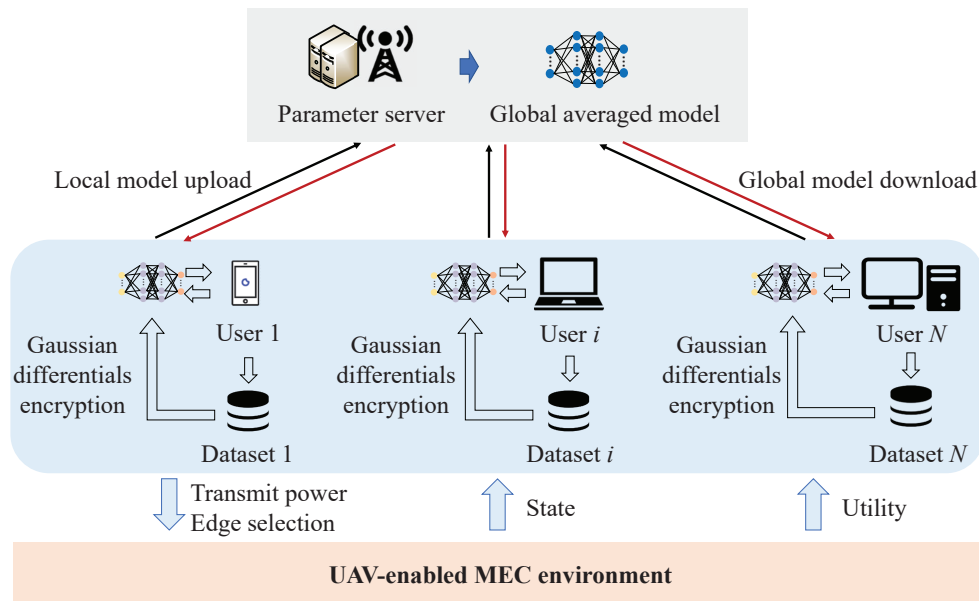 Parameter server
Global averaged model
Local model upload
Global model download
User 1
User i
User N
Gaussian
differentials
encryption
Gaussian
differentials
encryption
Gaussian
differentials
encryption
Dataset 1
Dataset i
Dataset N
Transmit power
Edge selection
State
Utility
UAV-enabled MEC environment